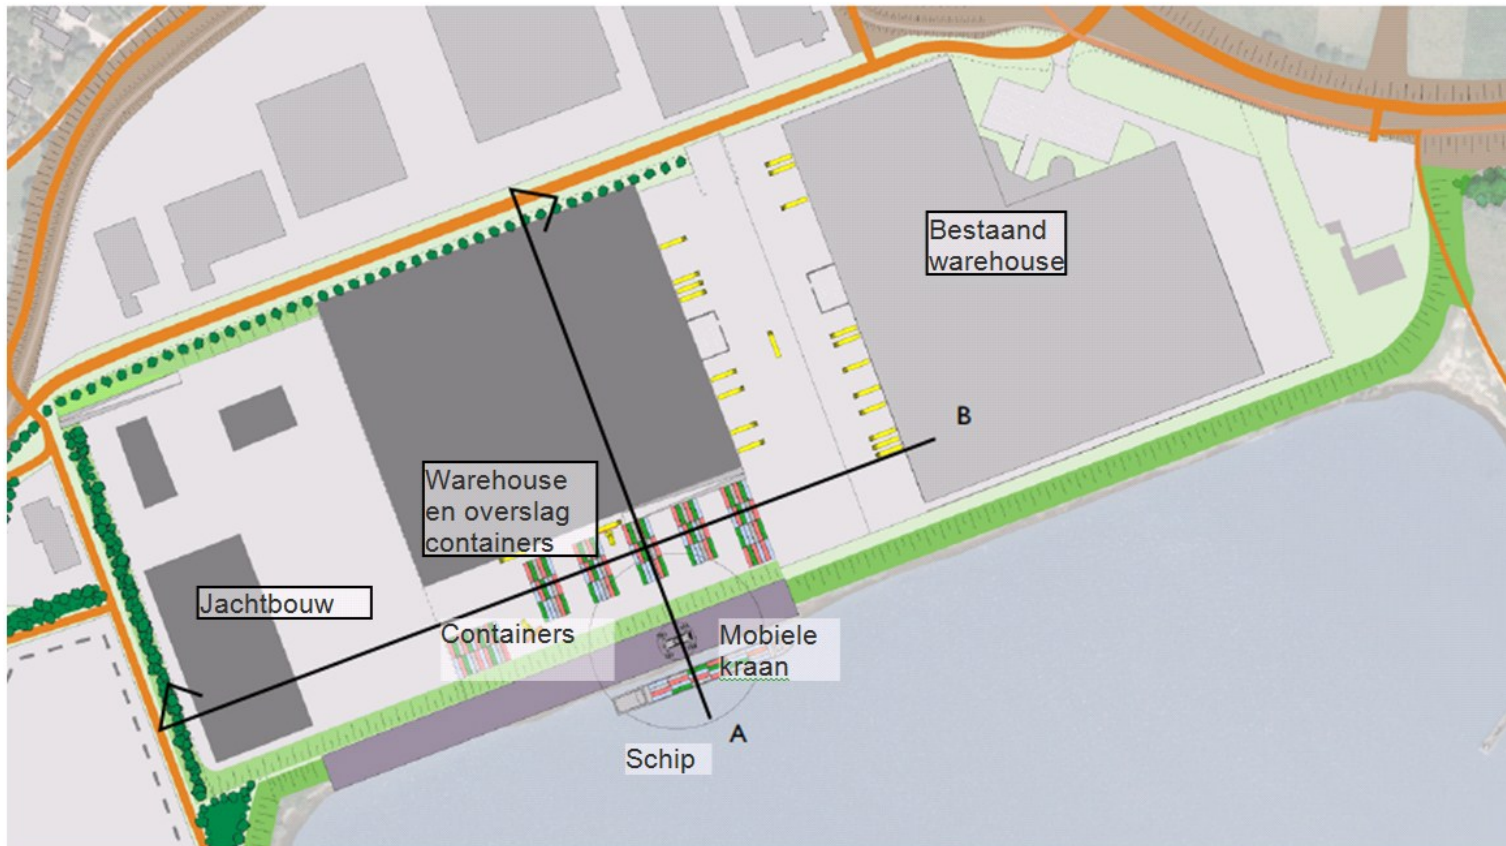 Bestaand
warehouse
B
Warehouse
en overslag
containers
Jachtbouw
Containers
Mobiele
kraan
A
Schip